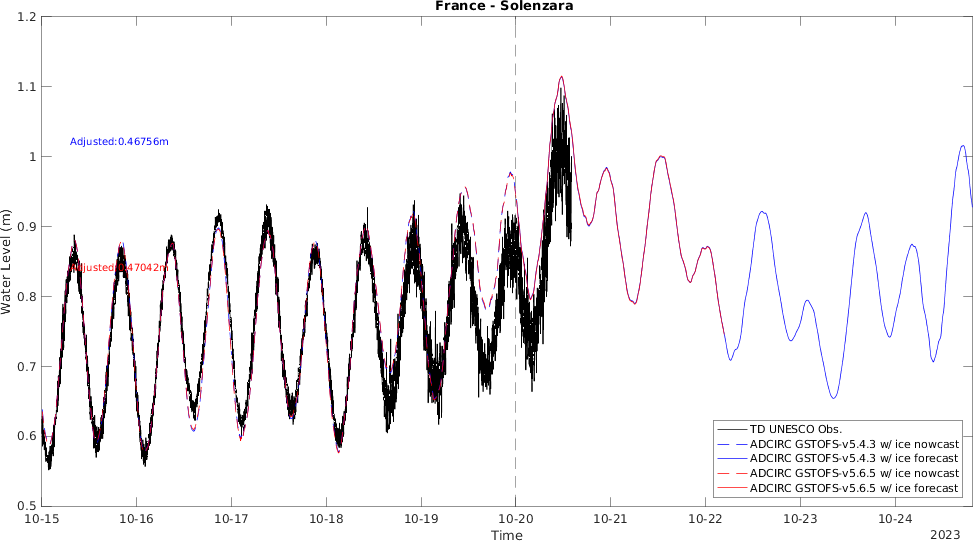 France - Solenzara
1.2
1.1
1
0.9
0.8
0.7
0.6
0.5
Water Level (m)
Adjusted:0.46756m
Adjusted:0.47042m
TD UNESCO Obs.
ADCIRC GSTOFS-v5.4.3 w/ ice nowcast
ADCIRC GSTOFS-v5.4.3 w/ ice forecast
ADCIRC GSTOFS-v5.6.5 w/ ice nowcast
ADCIRC GSTOFS-v5.6.5 w/ ice forecast
10-15 10-16 10-17 10-18 10-19 10-20 10-21 10-22 10-23 10-24
Time
2023